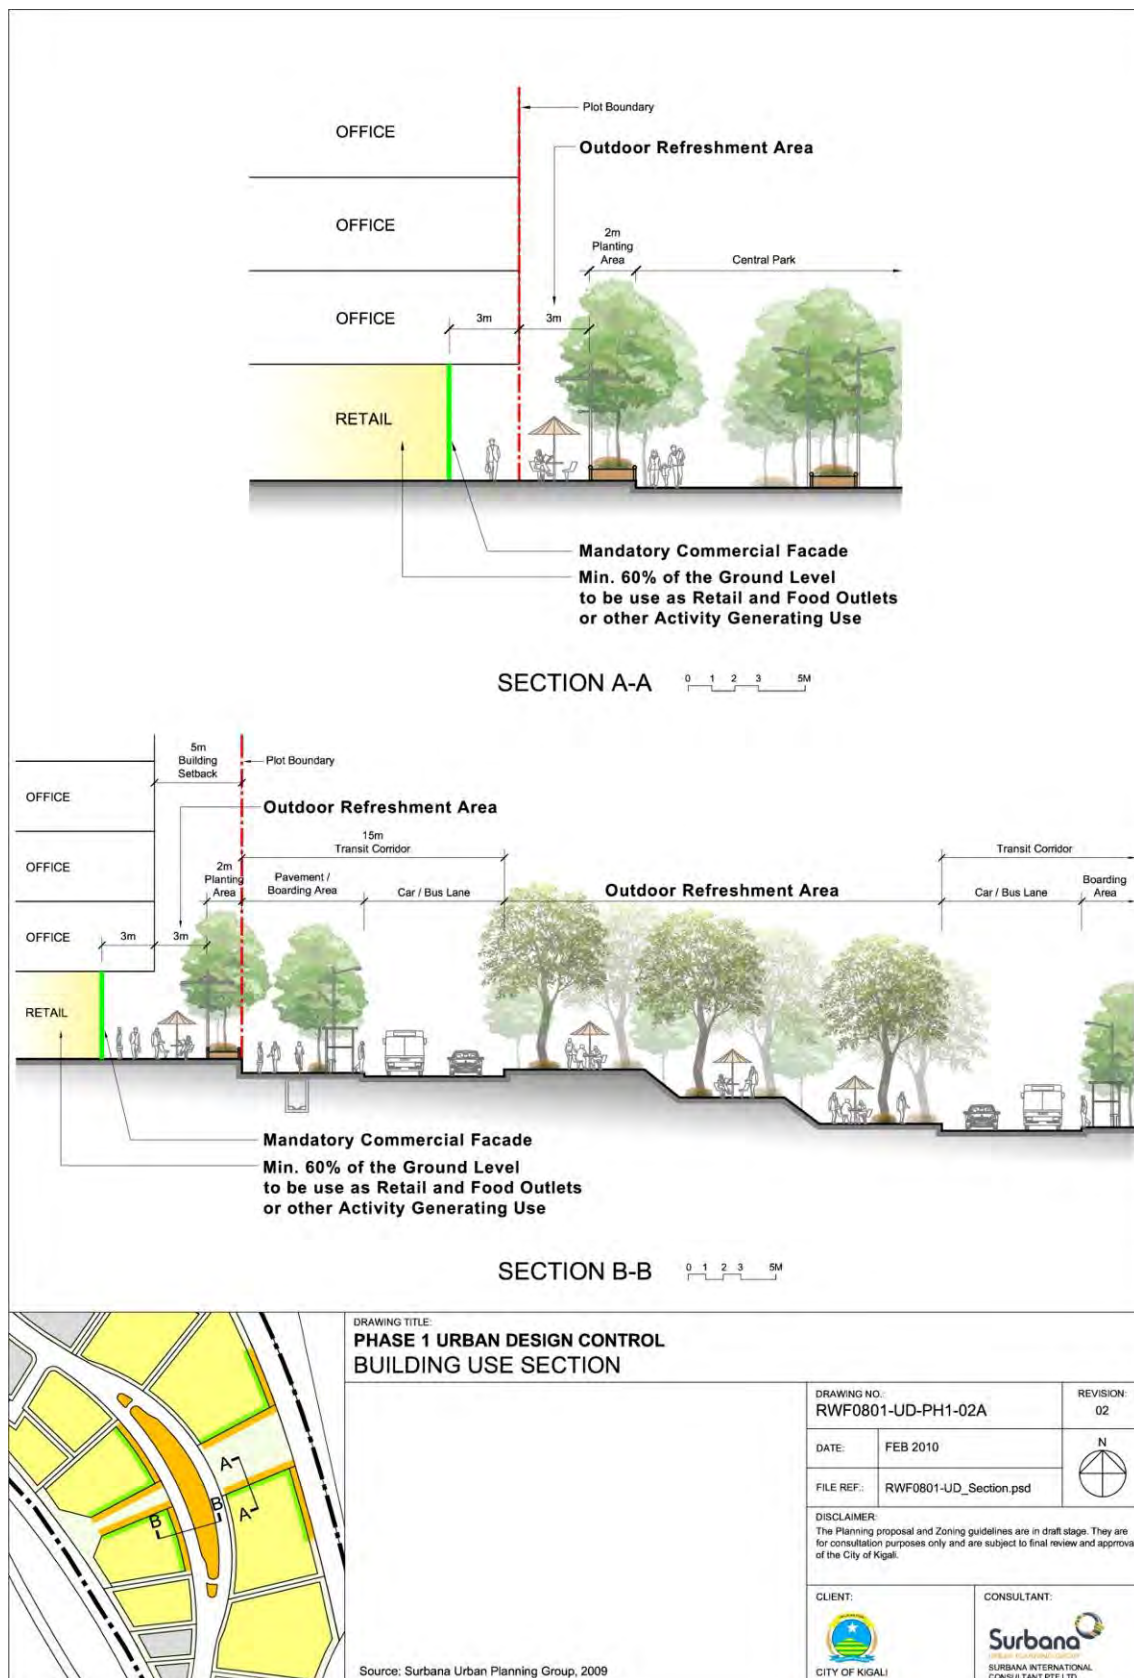 Plot Boundary
OFFICE
Outdoor Refreshment Area
OFFICE
2m
Planting
Area
Central Park
OFFICE
3m
3m
RETAIL
Mandatory Commercial Facade
Min. 60% of the Ground Level
to be use as Retail and Food Outlets
or other Activity Generating Use
SECTION A-A
0 1 2 3 5M
5m
Building
Setback
Plot Boundary
OFFICE
Outdoor Refreshment Area
15m
Transit Corridor
Transit Corridor
OFFICE
2m
Planting
Area
Pavement /
Boarding Area
Car / Bus Lane
Outdoor Refreshment Area
Car / Bus Lane
Boarding
Area
OFFICE
3m
3m
RETAIL
Mandatory Commercial Facade
Min. 60% of the Ground Level
to be use as Retail and Food Outlets
or other Activity Generating Use
SECTION B-B
0 1 2 3 5M
A
A
B
B
DRAWING TITLE:
PHASE 1 URBAN DESIGN CONTROL
BUILDING USE SECTION
DRAWING NO.:
RWF0801-UD-PH1-02A
REVISION:
02
DATE:
FEB 2010
N
FILE REF.:
RWF0801-UD_Section.psd
DISCLAIMER:
The Planning proposal and Zoning guidelines are in draft stage. They are
for consultation purposes only and are subject to final review and apprroval
of the City of Kigali.
CLIENT:
CITY OF KIGALI
CONSULTANT:
Surbana
URBAN PLANNING GROUP
SURBANA INTERNATIONAL
CONSULTANT PTE LTD
Source: Surbana Urban Planning Group, 2009